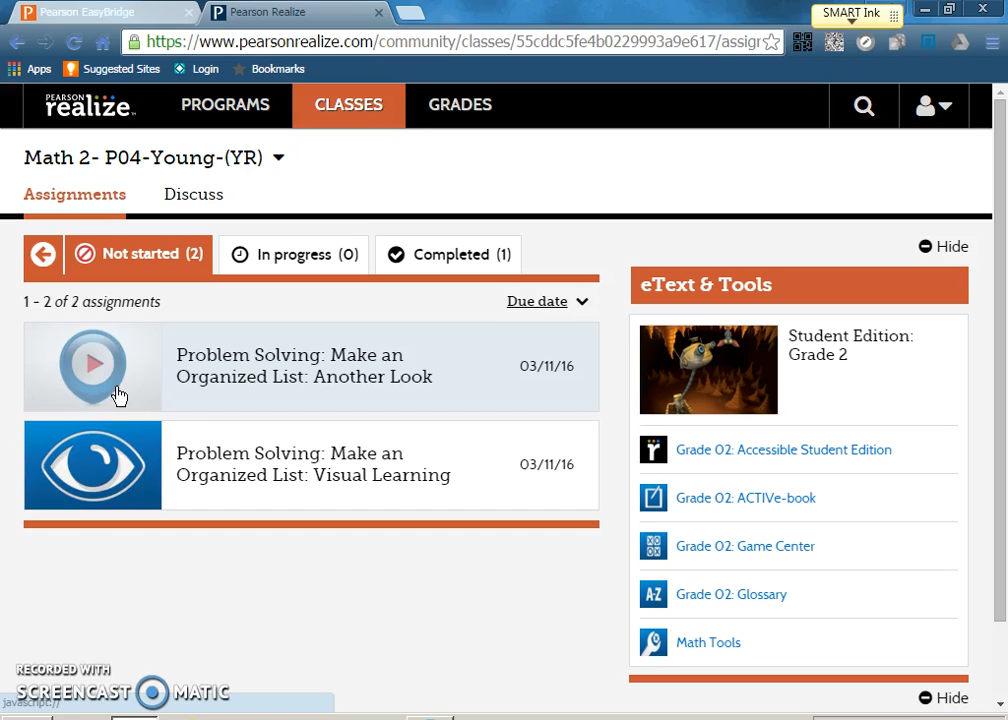 Pearson EasyBridge
Pearson Realize
SMART Ink
https://www.pearsonrealize.com/community/classes/55cddc5fe4b0229993a9e617/assigr
Apps
Suggested Sites
Login
Bookmarks
PEARSON
realize™
PROGRAMS
CLASSES
GRADES
Math 2- P04-Young-(YR)
Assignments
Discuss
Not started (2)
In progress (0)
Completed (1)
Hide
1 - 2 of 2 assignments
Due date
eText & Tools
Problem Solving: Make an
Organized List: Another Look
03/11/16
Student Edition:
Grade 2
Problem Solving: Make an
Organized List: Visual Learning
03/11/16
r
Grade 02: Accessible Student Edition
Grade 02: ACTIVe-book
Grade 02: Game Center
A-Z
Grade 02: Glossary
Math Tools
Hide
RECORDED WITH
SCREENCAST MATIC
javascript://